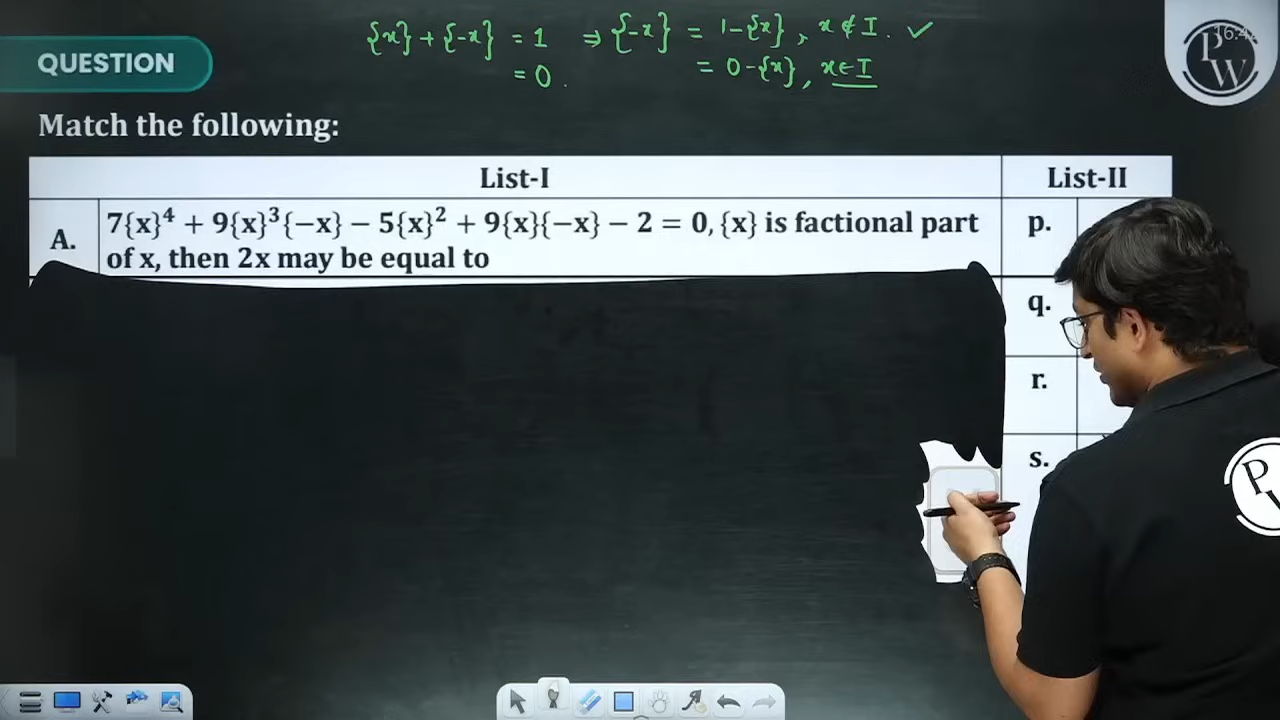 {x} + {-x} = 1 ⇒ {-x} = 1-{x}, x ∉ I. ✓
= 0. = 0-{x}, x ∈ I
QUESTION
PW
Match the following:
List-I List-II
A. 7{x}⁴ + 9{x}³{−x} − 5{x}² + 9{x}{−x} − 2 = 0, {x} is factional part p.
of x, then 2x may be equal to
q.
r.
s.